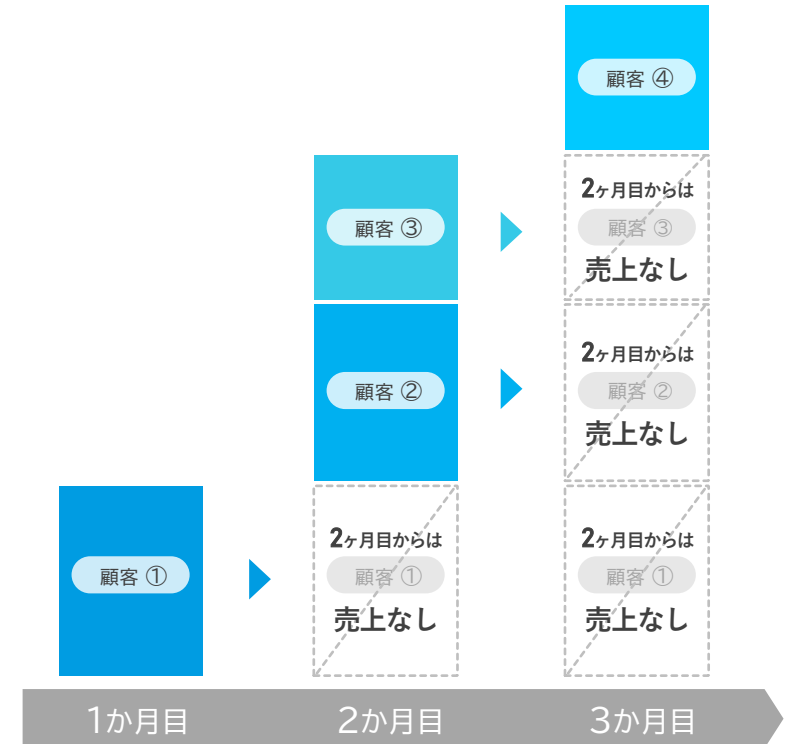 顧客 ④
2ヶ月目からは
顧客 ③
売上なし
顧客 ③
2ヶ月目からは
顧客 ②
売上なし
顧客 ②
2ヶ月目からは
顧客 ①
売上なし
2ヶ月目からは
顧客 ①
売上なし
顧客 ①
1か月目
2か月目
3か月目